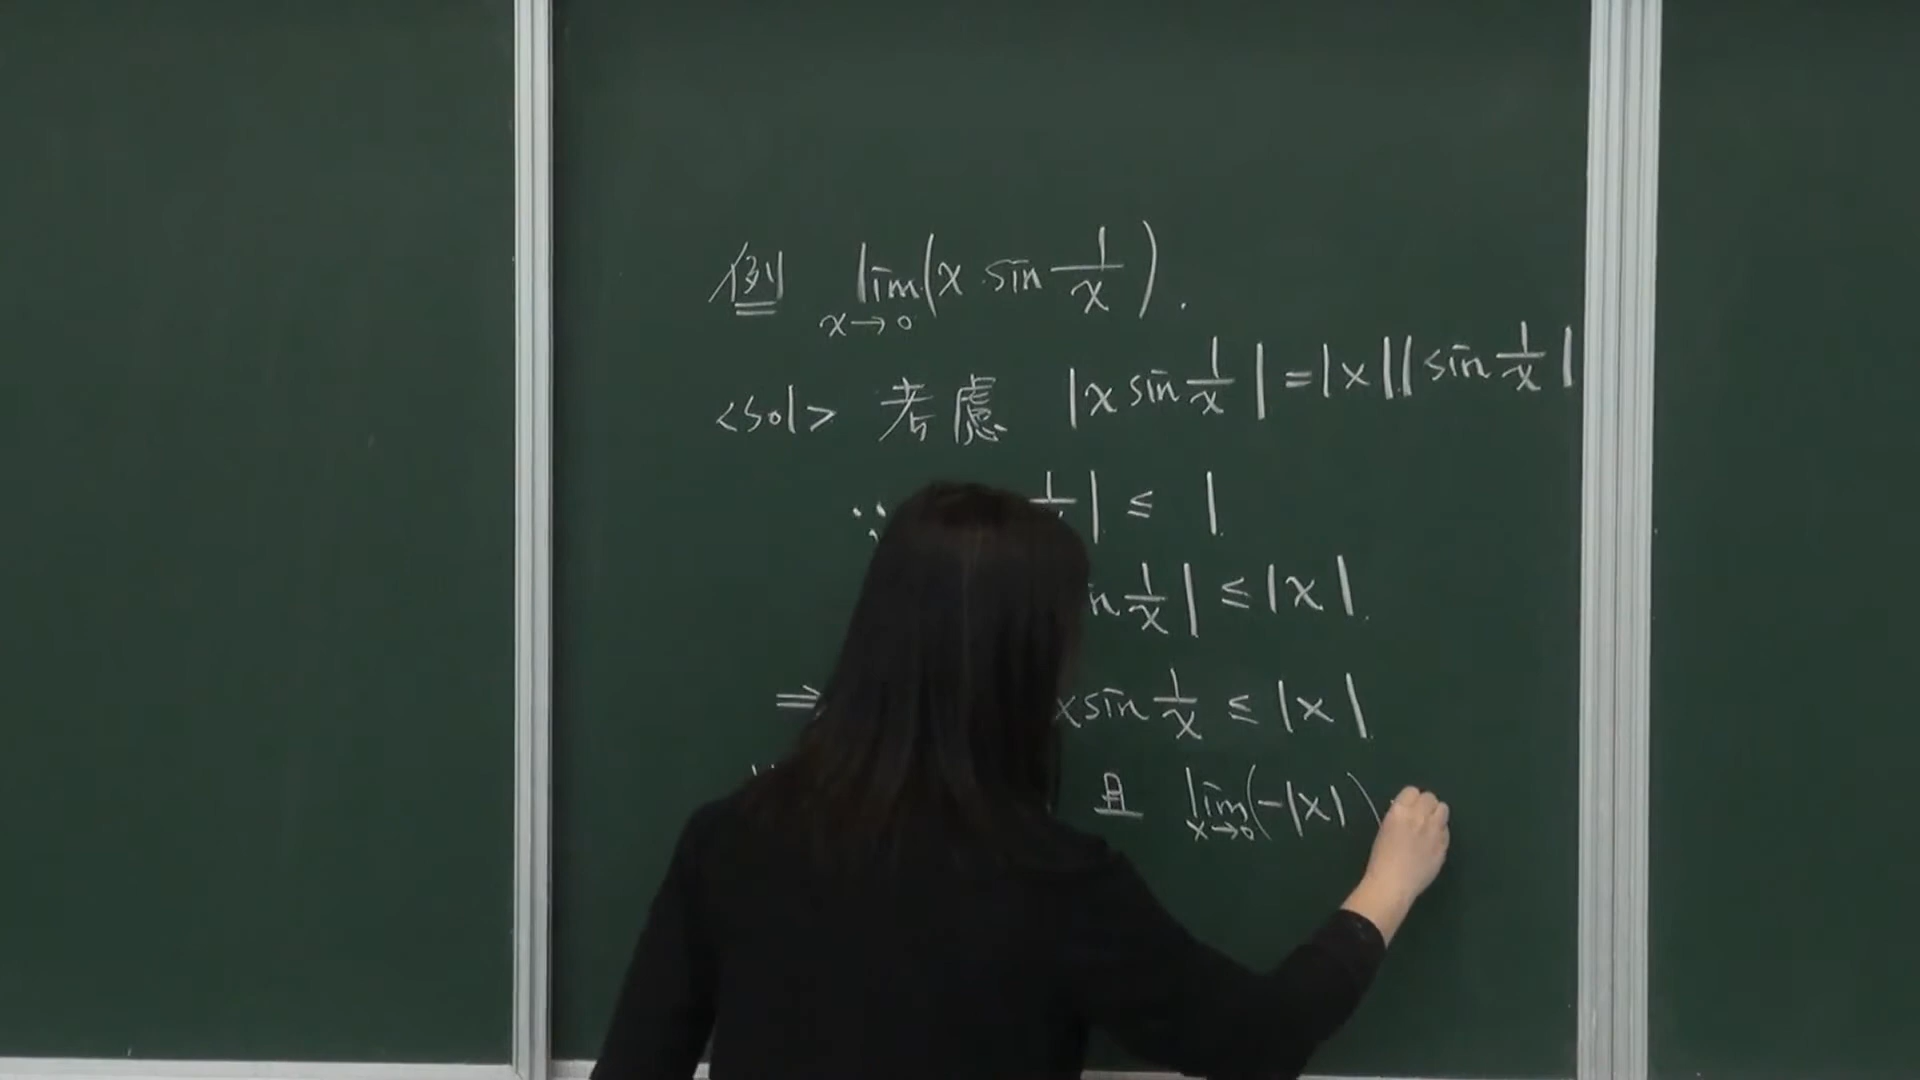 例 lim x→0 (x sin 1/x).
<sol> 考慮 |x sin 1/x| = |x||sin 1/x|
∵ 1/x| ≤ 1.
n 1/x| ≤ |x|.
⇒ x sin 1/x ≤ |x|.
且 lim x→0 (-|x|)